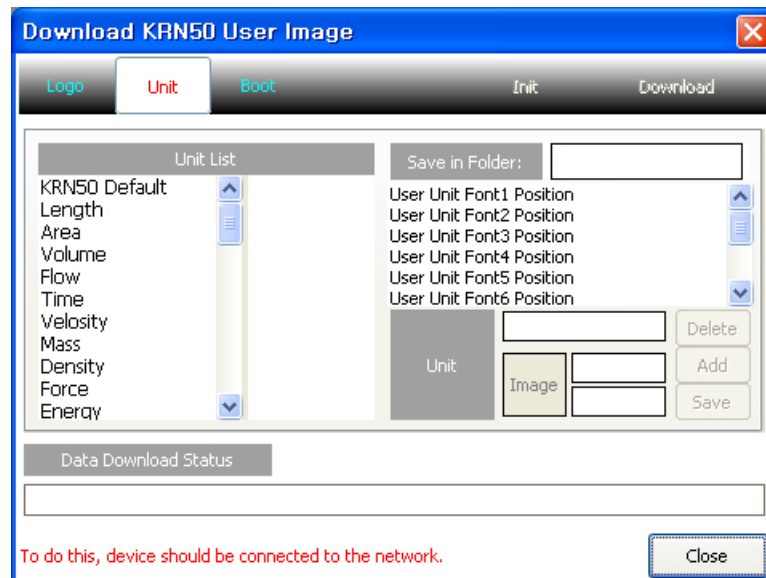 Download KRN50 User Image
Logo Unit Boot Init Download
Unit List
KRN50 Default
Length
Area
Volume
Flow
Time
Velosity
Mass
Density
Force
Energy
Save in Folder:
User Unit Font1 Position
User Unit Font2 Position
User Unit Font3 Position
User Unit Font4 Position
User Unit Font5 Position
User Unit Font6 Position
Unit
Image
Delete
Add
Save
Data Download Status
To do this, device should be connected to the network.
Close